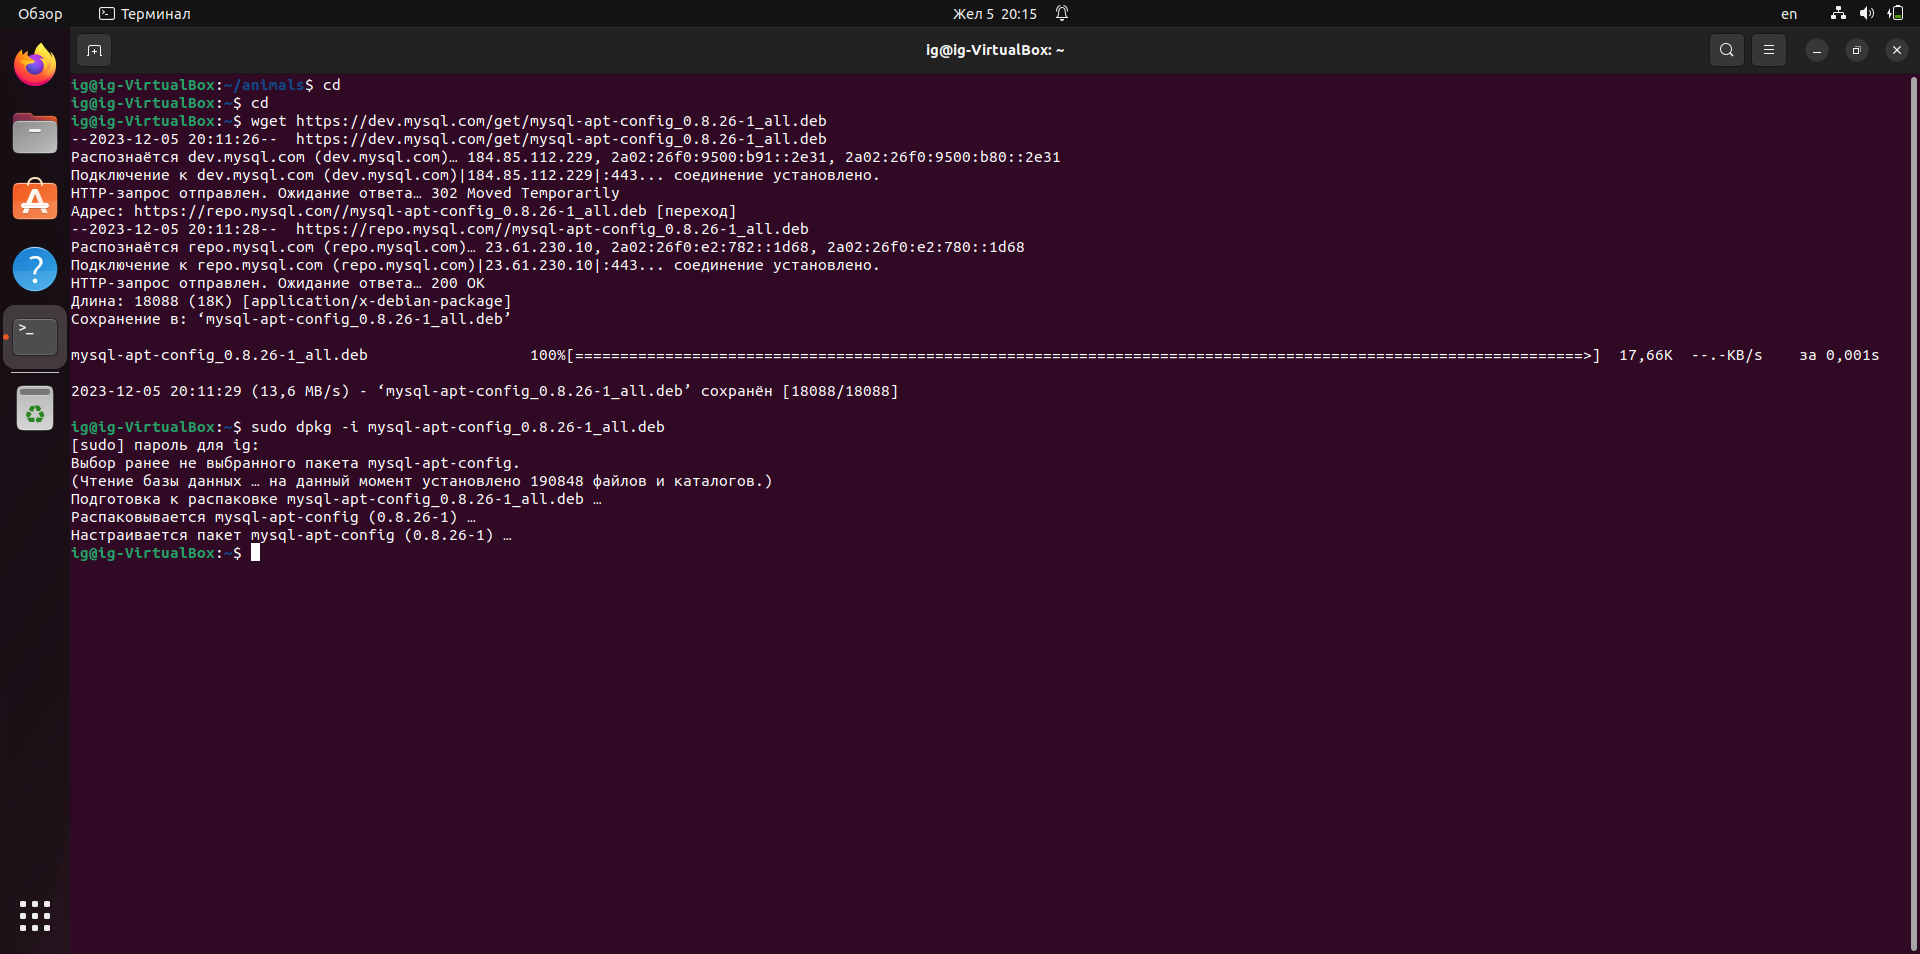 Обзор
Терминал
Жел 5 20:15
en
ig@ig-VirtualBox: ~
ig@ig-VirtualBox:~/animals$ cd
ig@ig-VirtualBox:~$ cd
ig@ig-VirtualBox:~$ wget https://dev.mysql.com/get/mysql-apt-config_0.8.26-1_all.deb
--2023-12-05 20:11:26--  https://dev.mysql.com/get/mysql-apt-config_0.8.26-1_all.deb
Распознаётся dev.mysql.com (dev.mysql.com)… 184.85.112.229, 2a02:26f0:9500:b91::2e31, 2a02:26f0:9500:b80::2e31
Подключение к dev.mysql.com (dev.mysql.com)|184.85.112.229|:443... соединение установлено.
HTTP-запрос отправлен. Ожидание ответа… 302 Moved Temporarily
Адрес: https://repo.mysql.com//mysql-apt-config_0.8.26-1_all.deb [переход]
--2023-12-05 20:11:28--  https://repo.mysql.com//mysql-apt-config_0.8.26-1_all.deb
Распознаётся repo.mysql.com (repo.mysql.com)… 23.61.230.10, 2a02:26f0:e2:782::1d68, 2a02:26f0:e2:780::1d68
Подключение к repo.mysql.com (repo.mysql.com)|23.61.230.10|:443... соединение установлено.
HTTP-запрос отправлен. Ожидание ответа… 200 OK
Длина: 18088 (18K) [application/x-debian-package]
Сохранение в: ‘mysql-apt-config_0.8.26-1_all.deb’
mysql-apt-config_0.8.26-1_all.deb 100%[================================================================================================================>] 17,66K --.-KB/s за 0,001s
2023-12-05 20:11:29 (13,6 MB/s) - ‘mysql-apt-config_0.8.26-1_all.deb’ сохранён [18088/18088]
ig@ig-VirtualBox:~$ sudo dpkg -i mysql-apt-config_0.8.26-1_all.deb
[sudo] пароль для ig:
Выбор ранее не выбранного пакета mysql-apt-config.
(Чтение базы данных … на данный момент установлено 190848 файлов и каталогов.)
Подготовка к распаковке mysql-apt-config_0.8.26-1_all.deb …
Распаковывается mysql-apt-config (0.8.26-1) …
Настраивается пакет mysql-apt-config (0.8.26-1) …
ig@ig-VirtualBox:~$